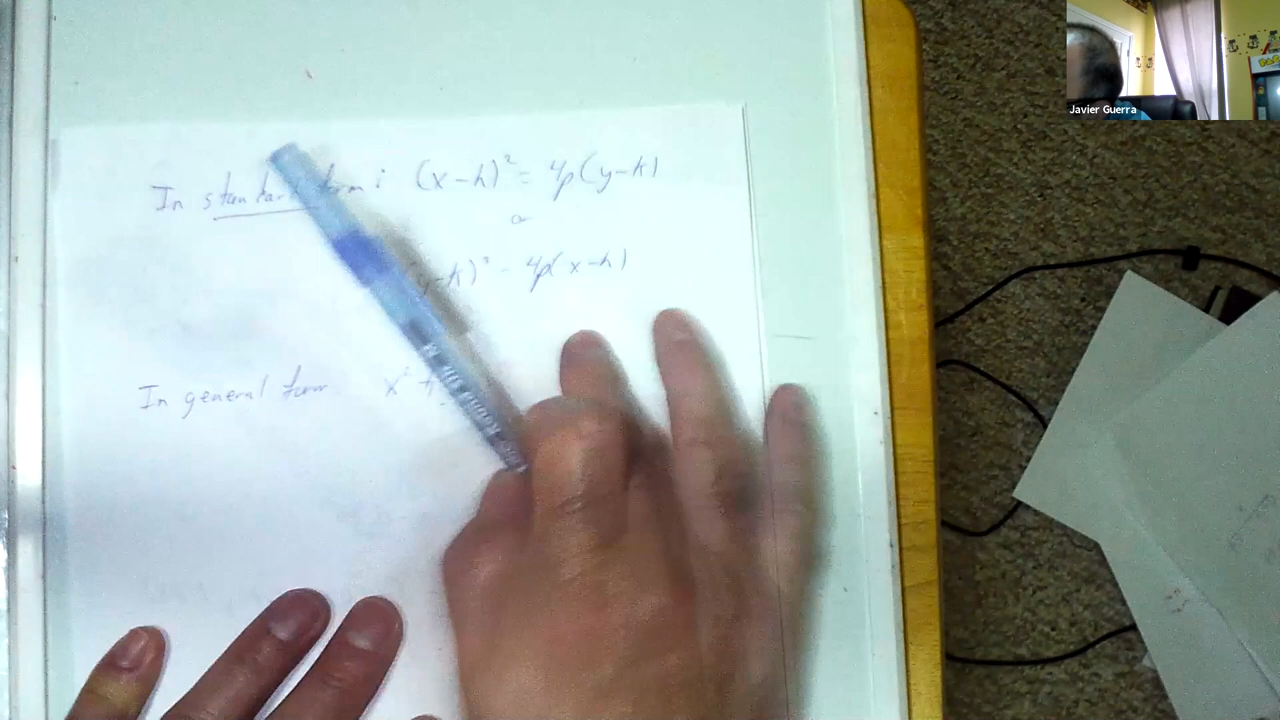 In standard form: (x-h)² = 4p(y-k)
or
(y-k)² = 4p(x-h)
In general form x² +
Javier Guerra